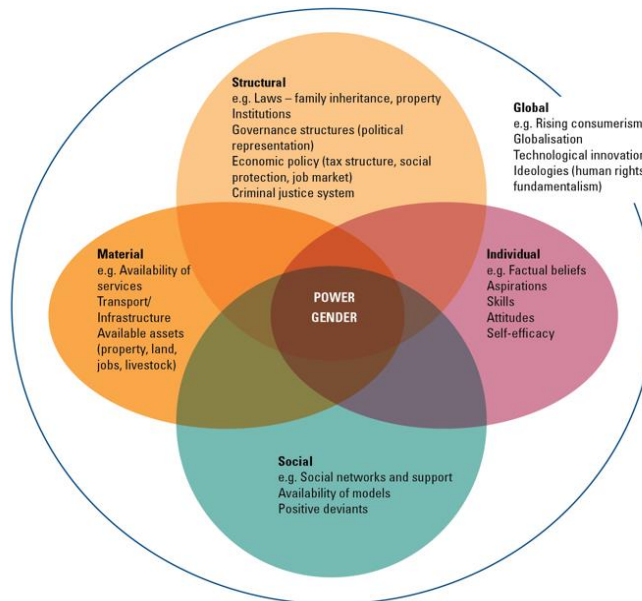 Structural
e.g. Laws – family inheritance, property
Institutions
Governance structures (political
representation)
Economic policy (tax structure, social
protection, job market)
Criminal justice system
Global
e.g. Rising consumerism
Globalisation
Technological innovation
Ideologies (human rights
fundamentalism)
Material
e.g. Availability of
services
Transport/
Infrastructure
Available assets
(property, land,
jobs, livestock)
POWER
GENDER
Individual
e.g. Factual beliefs
Aspirations
Skills
Attitudes
Self-efficacy
Social
e.g. Social networks and support
Availability of models
Positive deviants